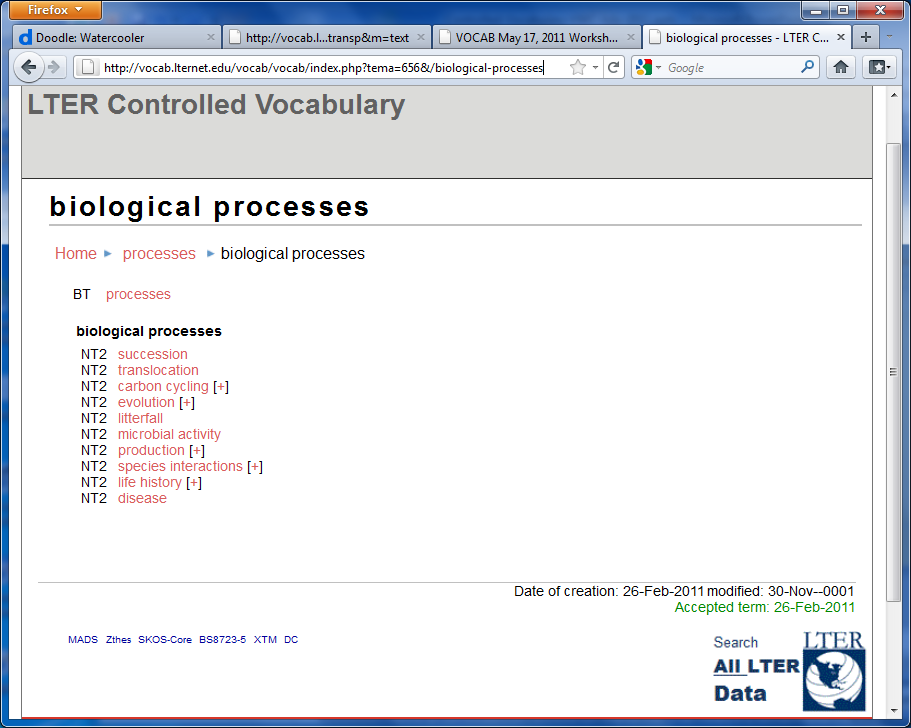 Firefox
Doodle: Watercooler
http://vocab.l...transp&m=text
VOCAB May 17, 2011 Worksh...
biological processes - LTER C...
http://vocab.lternet.edu/vocab/vocab/index.php?tema=656&/biological-processes
Google
LTER Controlled Vocabulary
biological processes
Home ► processes ► biological processes
BT processes
biological processes
NT2 succession
NT2 translocation
NT2 carbon cycling [+]
NT2 evolution [+]
NT2 litterfall
NT2 microbial activity
NT2 production [+]
NT2 species interactions [+]
NT2 life history [+]
NT2 disease
Date of creation: 26-Feb-2011 modified: 30-Nov--0001
Accepted term: 26-Feb-2011
MADS Zthes SKOS-Core BS8723-5 XTM DC
Search
All LTER
Data
LTER